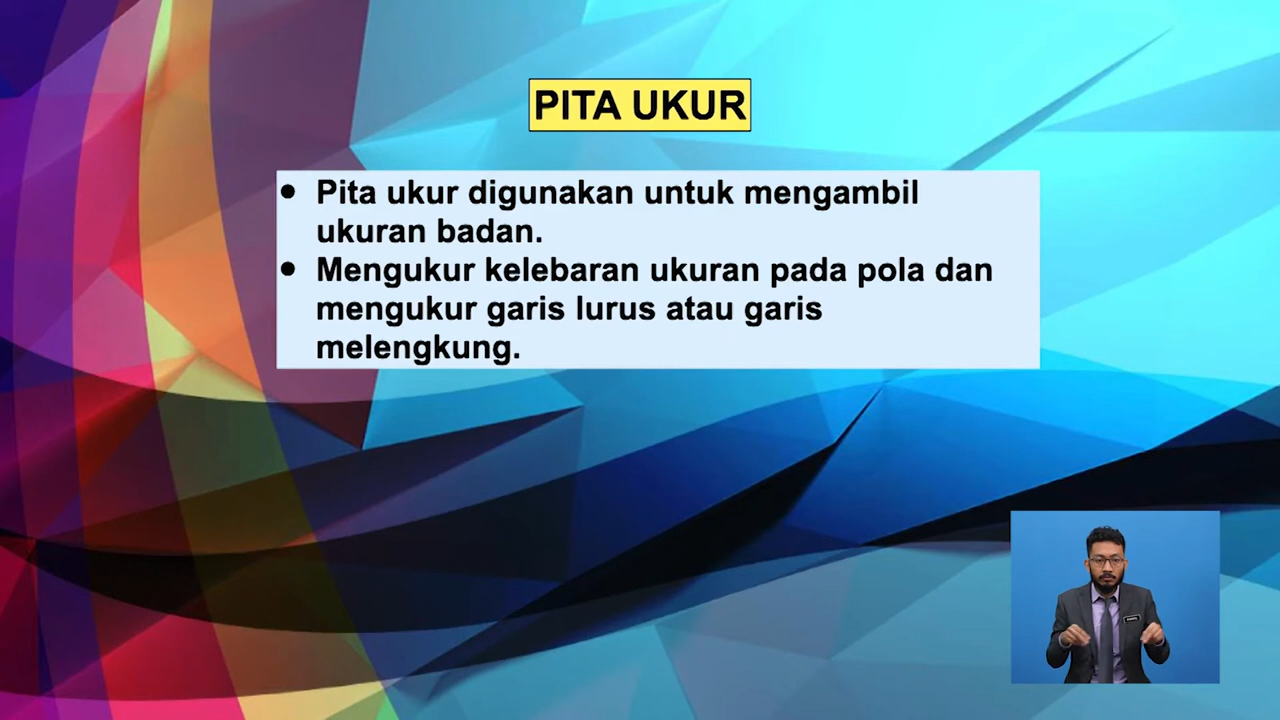 PITA UKUR
● Pita ukur digunakan untuk mengambil
ukuran badan.
● Mengukur kelebaran ukuran pada pola dan
mengukur garis lurus atau garis
melengkung.